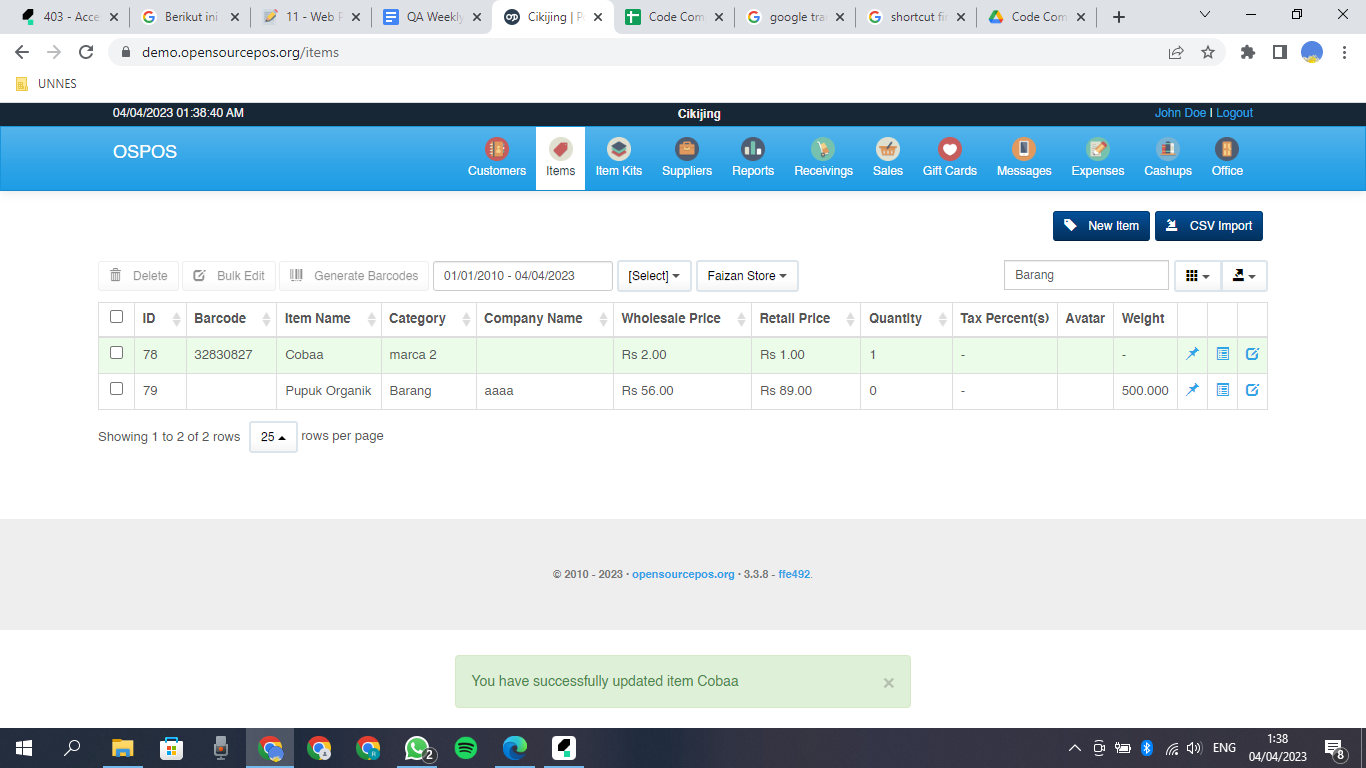 403 - Acce
Berikut ini
11 - Web P
QA Weekly
Cikijing | P
Code Com
google tra
shortcut fi
Code Com
demo.opensourcepos.org/items
UNNES
04/04/2023 01:38:40 AM
Cikijing
John Doe | Logout
OSPOS
Customers
Items
Item Kits
Suppliers
Reports
Receivings
Sales
Gift Cards
Messages
Expenses
Cashups
Office
New Item
CSV Import
Delete
Bulk Edit
Generate Barcodes
01/01/2010 - 04/04/2023
[Select]
Faizan Store
Barang
ID Barcode Item Name Category Company Name Wholesale Price Retail Price Quantity Tax Percent(s) Avatar Weight
78 32830827 Cobaa marca 2 Rs 2.00 Rs 1.00 1 - -
79 Pupuk Organik Barang aaaa Rs 56.00 Rs 89.00 0 - 500.000
Showing 1 to 2 of 2 rows 25 rows per page
© 2010 - 2023 · opensourcepos.org · 3.3.8 - ffe492.
You have successfully updated item Cobaa ×
2
ENG
1:38
04/04/2023
8